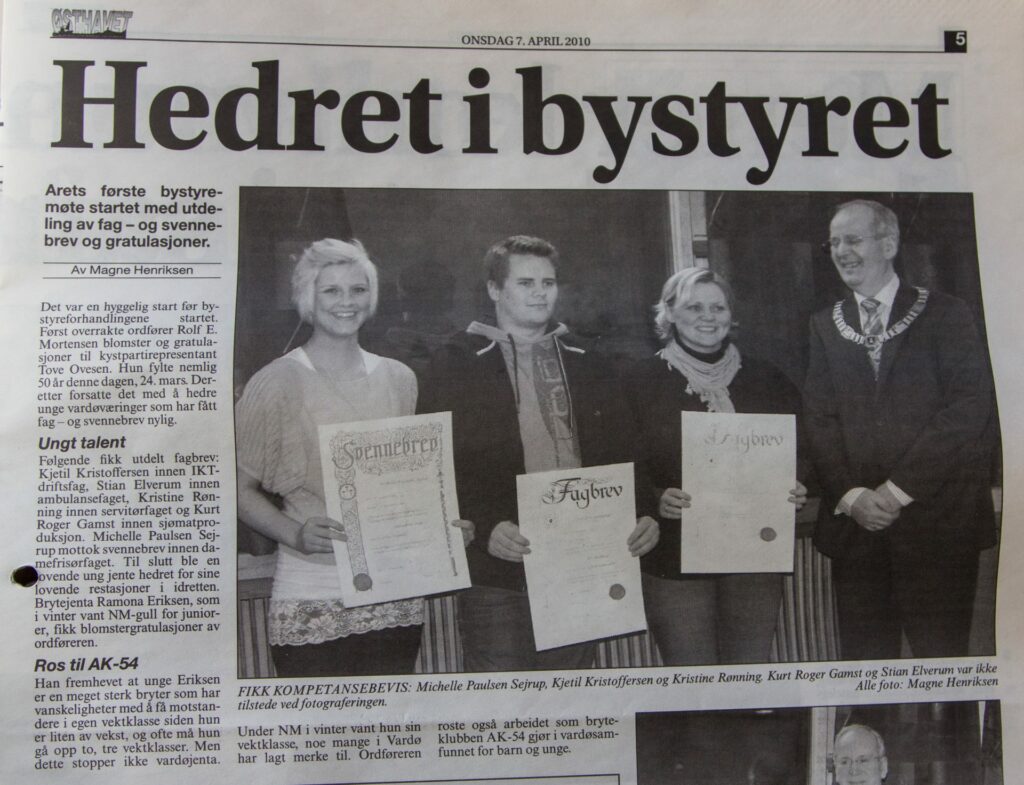 ØSTHAVET
ONSDAG 7. APRIL 2010
5
Hedret i bystyret
Arets første bystyre-
møte startet med utde-
ling av fag – og svenne-
brev og gratulasjoner.
Av Magne Henriksen
Det var en hyggelig start før by-
styreforhandlingene startet.
Først overrakte ordfører Rolf E.
Mortensen blomster og gratula-
sjoner til kystpartirepresentant
Tove Ovesen. Hun fylte nemlig
50 år denne dagen, 24. mars. Der-
etter forsatte det med å hedre
unge vardøværinger som har fått
fag – og svennebrev nylig.
Ungt talent
Følgende fikk utdelt fagbrev:
Kjetil Kristoffersen innen IKT-
driftsfag, Stian Elverum innen
ambulansefaget, Kristine Røn-
ning innen servitørfaget og Kurt
Roger Gamst innen sjømatpro-
duksjon. Michelle Paulsen Sej-
rup mottok svennebrev innen da-
mefrisørfaget. Til slutt ble en
lovende ung jente hedret for sine
lovende restasjoner i idretten.
Brytejenta Ramona Eriksen, som
i vinter vant NM-gull for junior-
er, fikk blomstergratulasjoner av
ordføreren.
Ros til AK-54
Han fremhevet at unge Eriksen
er en meget sterk bryter som har
vanskeligheter med å få motstan-
dere i egen vektklasse siden hun
er liten av vekst, og ofte må hun
gå opp to, tre vektklasser. Men
dette stopper ikke vardøjenta.
Svennebrev
Fagbrev
Fagbrev
FIKK KOMPETANSEBEVIS: Michelle Paulsen Sejrup, Kjetil Kristoffersen og Kristine Rønning. Kurt Roger Gamst og Stian Elverum var ikke
tilstede ved fotograferingen.
Alle foto: Magne Henriksen
Under NM i vinter vant hun sin
vektklasse, noe mange i Vardø
har lagt merke til. Ordføreren
roste også arbeidet som bryte-
klubben AK-54 gjør i vardøsam-
funnet for barn og unge.